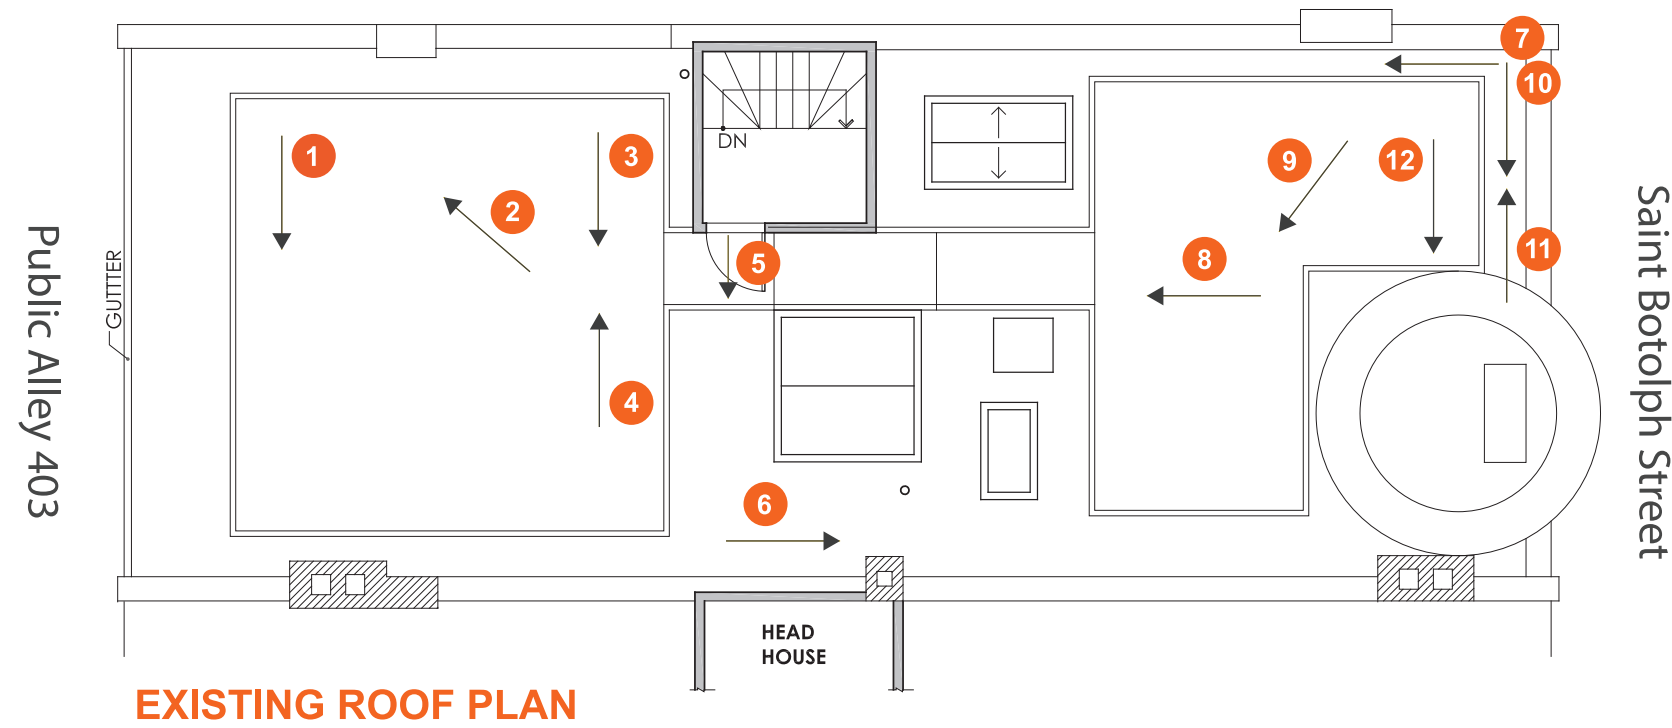 7
10
1
3
DN
9
12
2
11
5
8
Public Alley 403
GUTTTER
Saint Botolph Street
4
6
HEAD
HOUSE
EXISTING ROOF PLAN